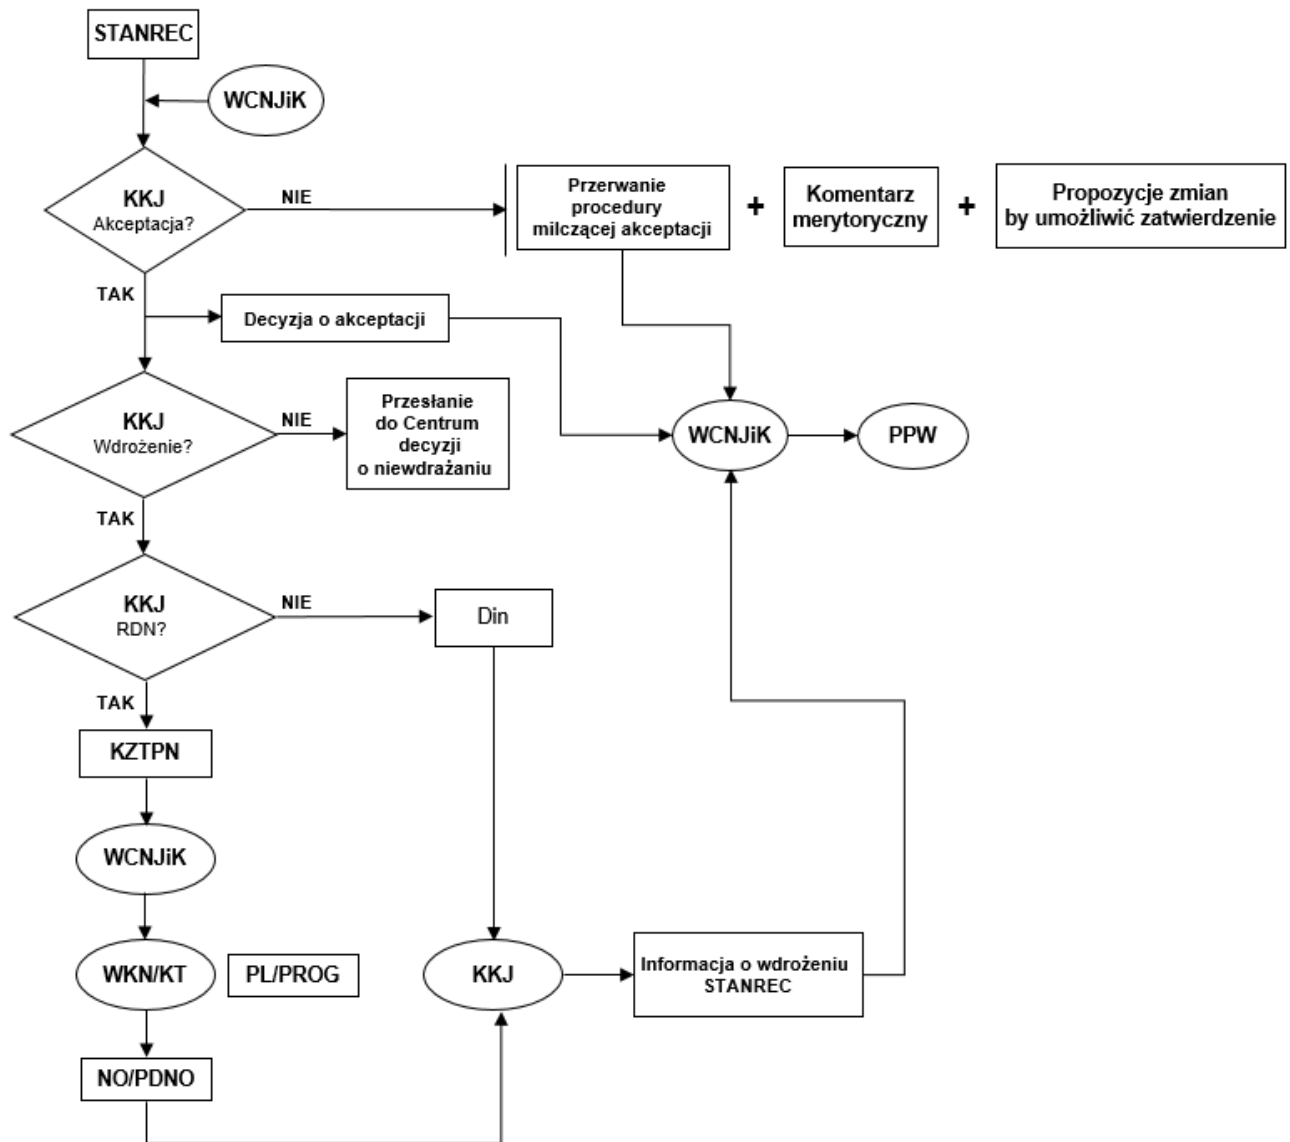 STANREC
WCNJiK
KKJ
Akceptacja?
NIE
Przerwanie
procedury
milczącej akceptacji
+
Komentarz
merytoryczny
+
Propozycje zmian
by umożliwić zatwierdzenie
TAK
Decyzja o akceptacji
KKJ
Wdrożenie?
NIE
Przesłanie
do Centrum
decyzji
o niewdrażaniu
WCNJiK
PPW
TAK
KKJ
RDN?
NIE
Din
TAK
KZTPN
WCNJiK
WKN/KT
PL/PROG
KKJ
Informacja o wdrożeniu
STANREC
NO/PDNO